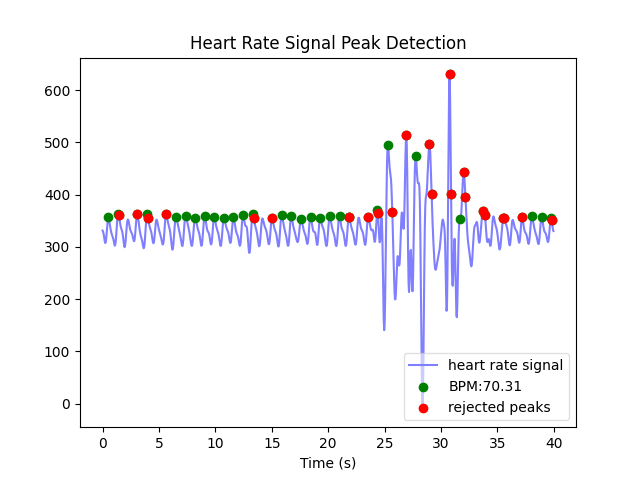 Heart Rate Signal Peak Detection
600
500
400
300
200
100
0
heart rate signal
BPM:70.31
rejected peaks
0 5 10 15 20 25 30 35 40
Time (s)